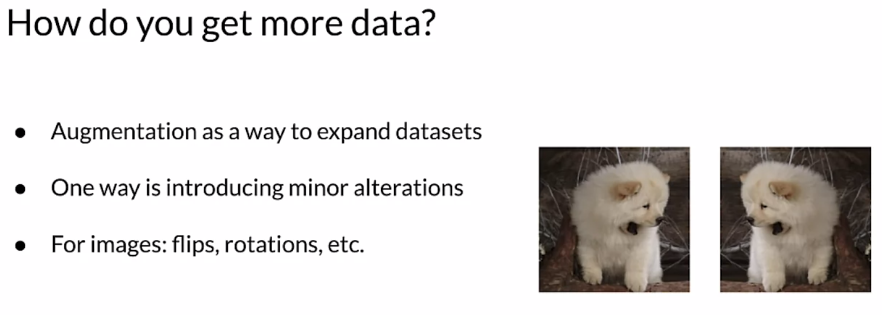 How do you get more data?
● Augmentation as a way to expand datasets
● One way is introducing minor alterations
● For images: flips, rotations, etc.